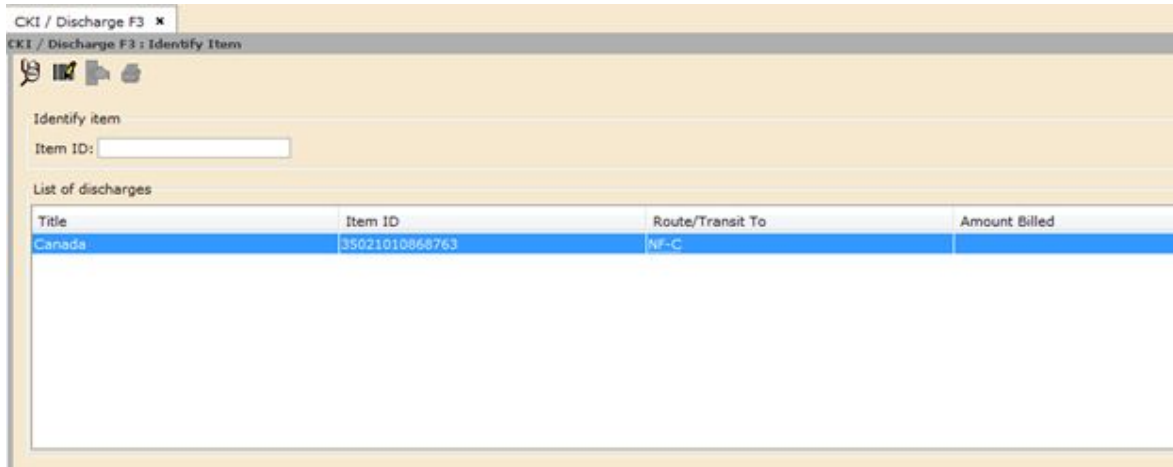 CKI / Discharge F3 ×
CKI / Discharge F3 : Identify Item
Identify item
Item ID:
List of discharges
Title Item ID Route/Transit To Amount Billed
Canada 35021010868763 NF-C